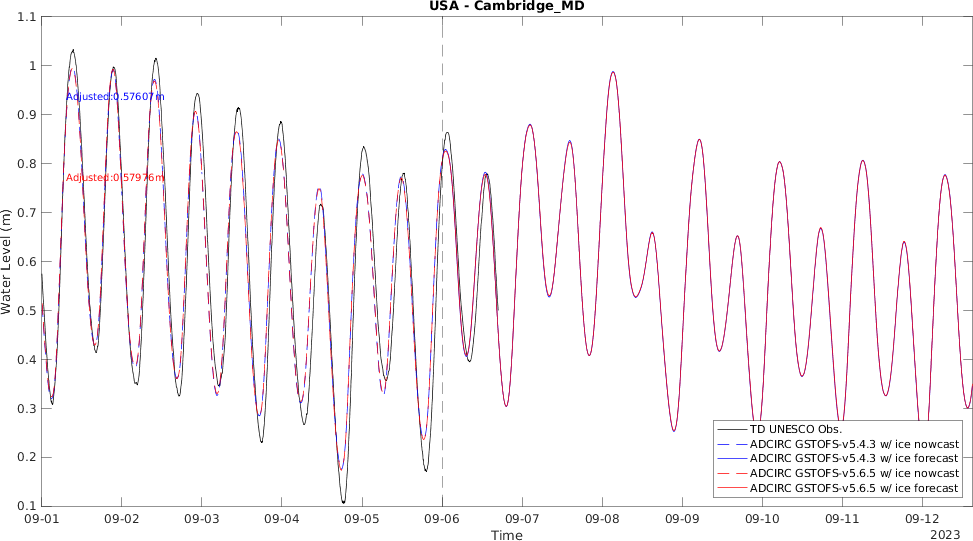 USA - Cambridge_MD
1.1
1
0.9
0.8
0.7
0.6
0.5
0.4
0.3
0.2
0.1
Water Level (m)
Adjusted:0.57607m
Adjusted:0.57976m
TD UNESCO Obs.
ADCIRC GSTOFS-v5.4.3 w/ ice nowcast
ADCIRC GSTOFS-v5.4.3 w/ ice forecast
ADCIRC GSTOFS-v5.6.5 w/ ice nowcast
ADCIRC GSTOFS-v5.6.5 w/ ice forecast
09-01 09-02 09-03 09-04 09-05 09-06 09-07 09-08 09-09 09-10 09-11 09-12
Time
2023